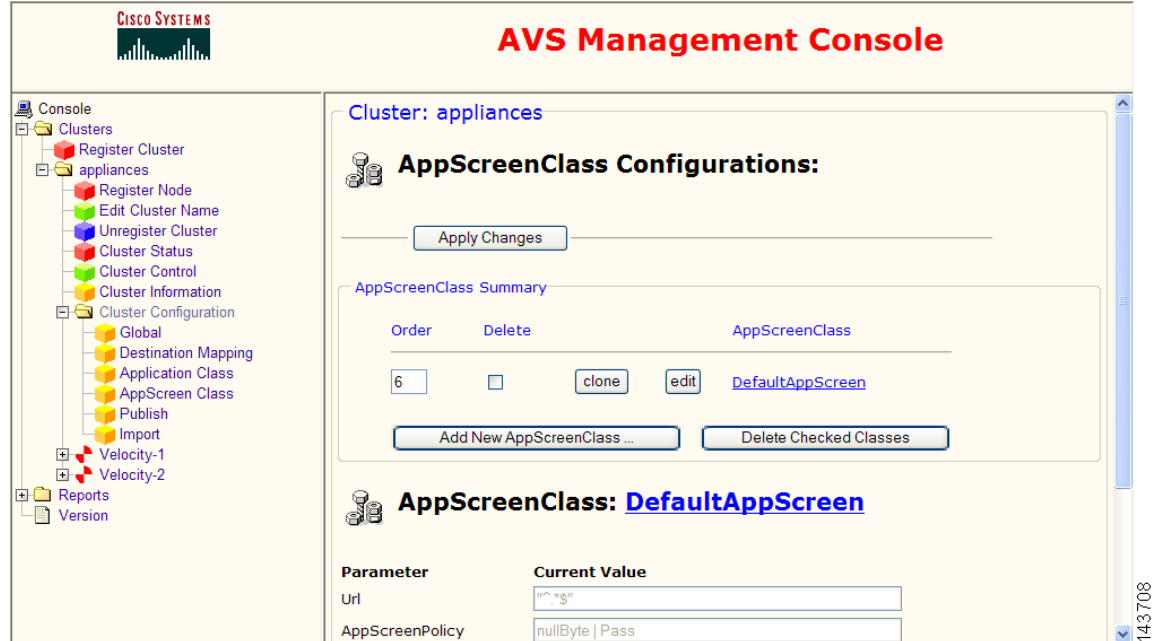 CISCO SYSTEMS
AVS Management Console
Console
Clusters
Register Cluster
appliances
Register Node
Edit Cluster Name
Unregister Cluster
Cluster Status
Cluster Control
Cluster Information
Cluster Configuration
Global
Destination Mapping
Application Class
AppScreen Class
Publish
Import
Velocity-1
Velocity-2
Reports
Version
Cluster: appliances
AppScreenClass Configurations:
Apply Changes
AppScreenClass Summary
Order Delete AppScreenClass
6 clone edit DefaultAppScreen
Add New AppScreenClass ... Delete Checked Classes
AppScreenClass: DefaultAppScreen
Parameter Current Value
Url "^.*$"
AppScreenPolicy nullByte | Pass
143708